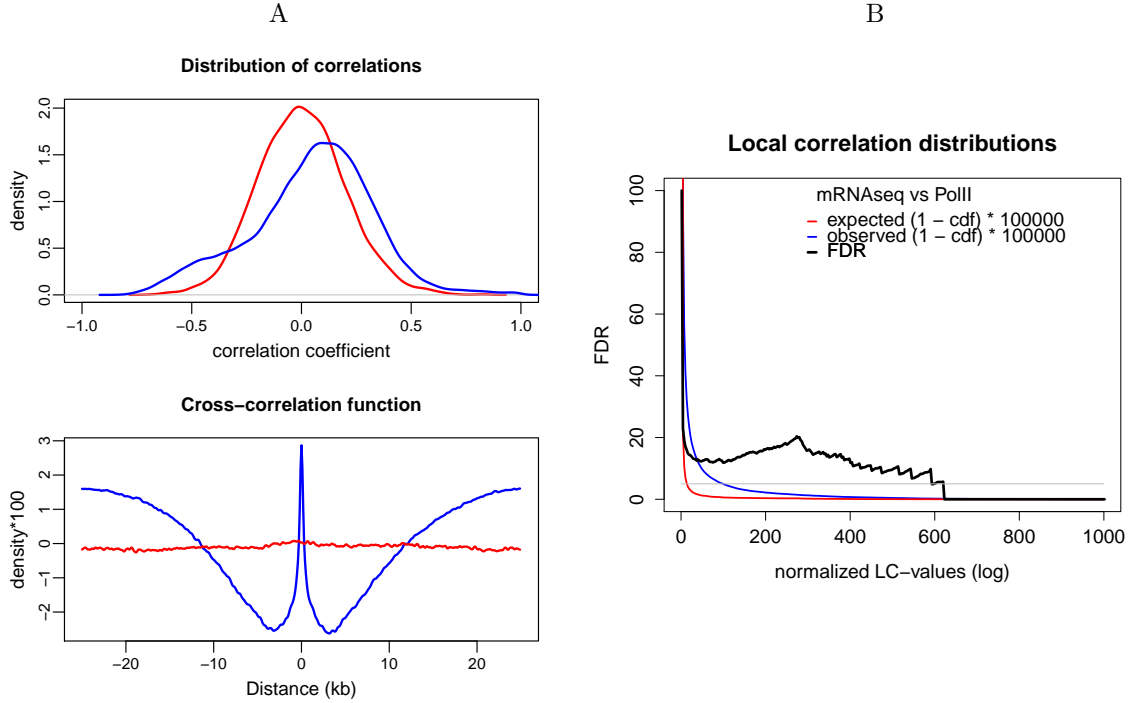 A
Distribution of correlations
density
0.0 0.5 1.0 1.5 2.0
−1.0 −0.5 0.0 0.5 1.0
correlation coefficient
Cross−correlation function
density*100
−2 −1 0 1 2 3
−20 −10 0 10 20
Distance (kb)
B
Local correlation distributions
FDR
0 20 40 60 80 100
mRNAseq vs PolII
expected (1 − cdf) * 100000
observed (1 − cdf) * 100000
FDR
0 200 400 600 800 1000
normalized LC−values (log)